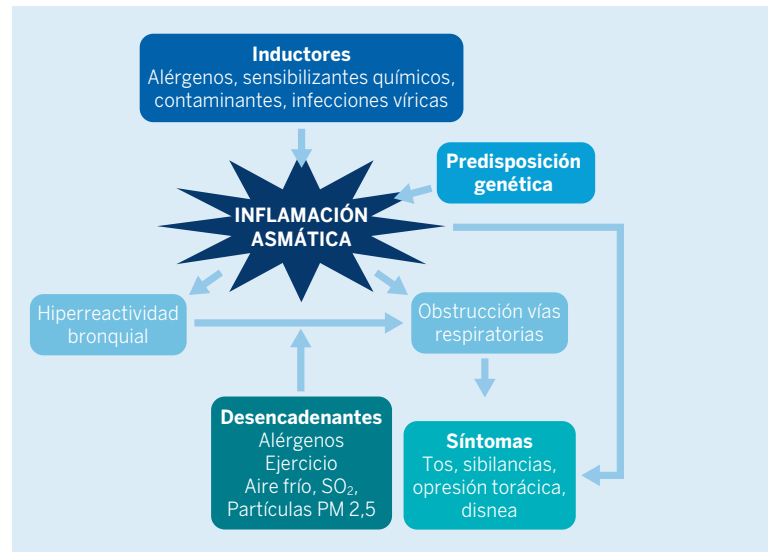 Inductores
Alérgenos, sensibilizantes químicos,
contaminantes, infecciones víricas
Predisposición
genética
INFLAMACIÓN
ASMÁTICA
Hiperreactividad
bronquial
Obstrucción vías
respiratorias
Desencadenantes
Alérgenos
Ejercicio
Aire frío, SO₂,
Partículas PM 2,5
Síntomas
Tos, sibilancias,
opresión torácica,
disnea